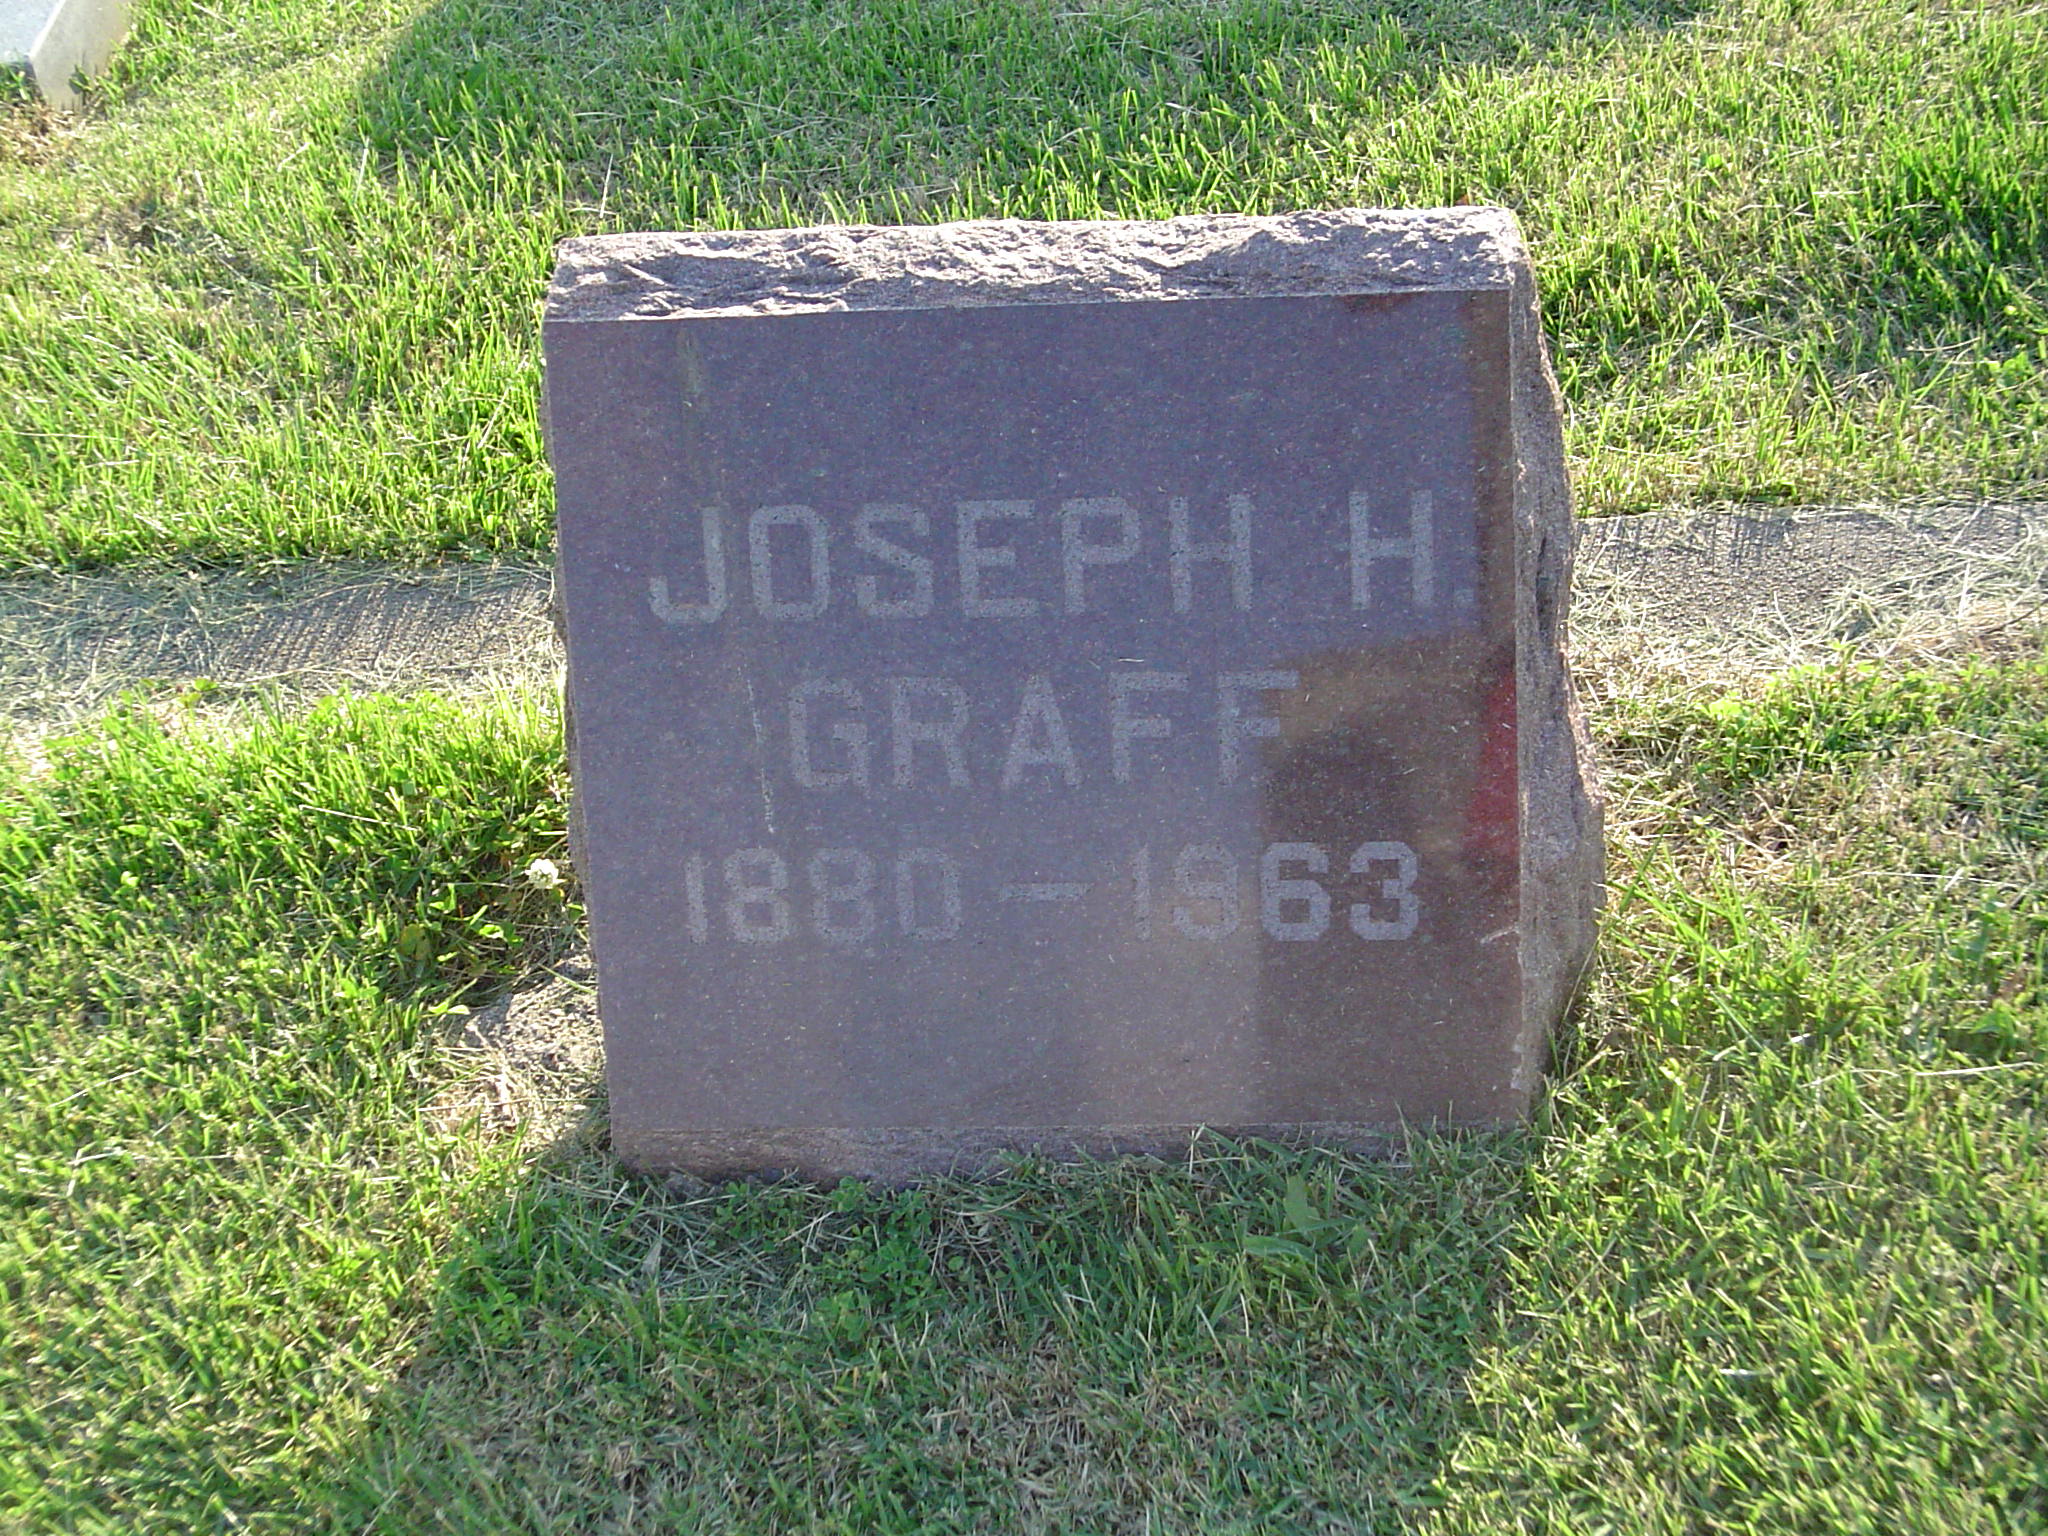 JOSEPH H.
GRAFF
1880 – 1963